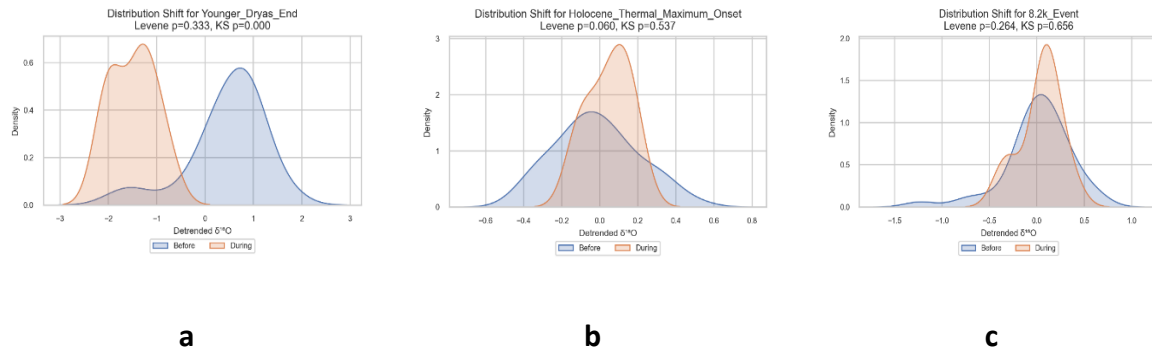 Distribution Shift for Younger_Dryas_End
Levene p=0.333, KS p=0.000
Density
0.6
0.4
0.2
0.0
−3 −2 −1 0 1 2 3
Detrended δ¹⁸O
Before During
a
Distribution Shift for Holocene_Thermal_Maximum_Onset
Levene p=0.060, KS p=0.537
Density
3
2
1
0
−0.6 −0.4 −0.2 0.0 0.2 0.4 0.6 0.8
Detrended δ¹⁸O
Before During
b
Distribution Shift for 8.2k_Event
Levene p=0.264, KS p=0.656
Density
2.0
1.5
1.0
0.5
0.0
−1.5 −1.0 −0.5 0.0 0.5 1.0
Detrended δ¹⁸O
Before During
c